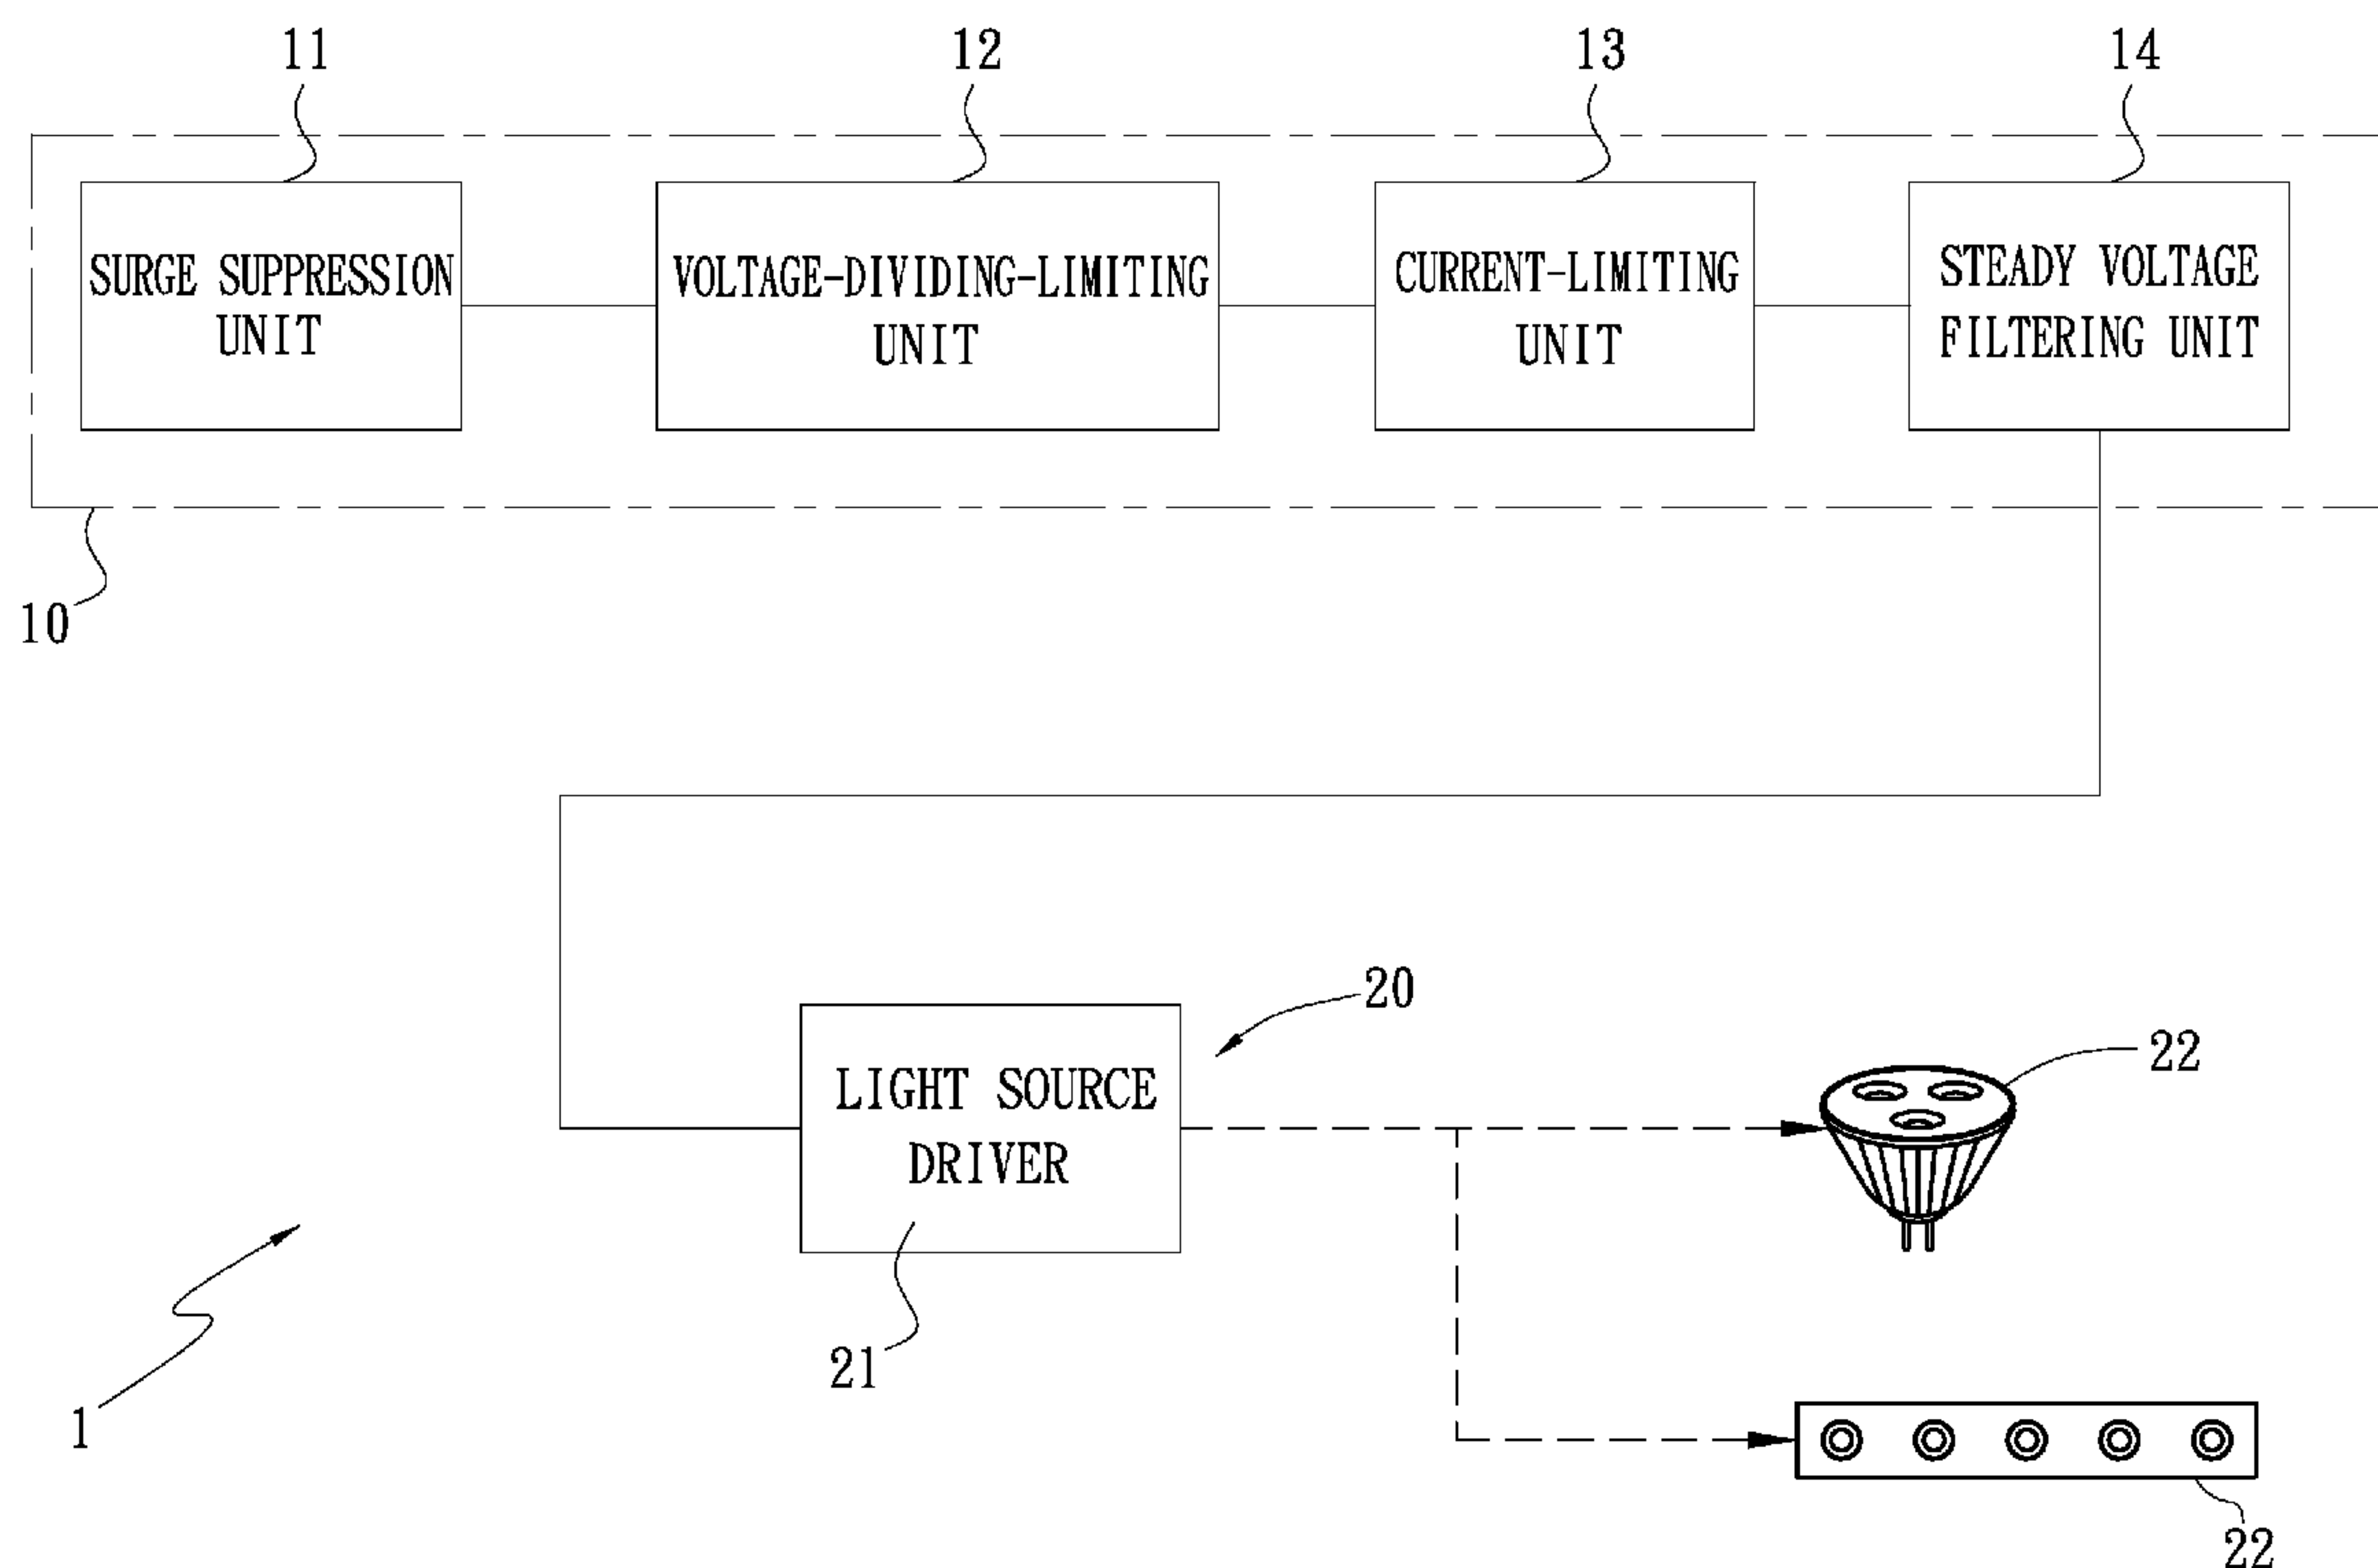 11
12
13
14
SURGE SUPPRESSION
UNIT
VOLTAGE-DIVIDING-LIMITING
UNIT
CURRENT-LIMITING
UNIT
STEADY VOLTAGE
FILTERING UNIT
10
20
22
LIGHT SOURCE
DRIVER
21
1
22